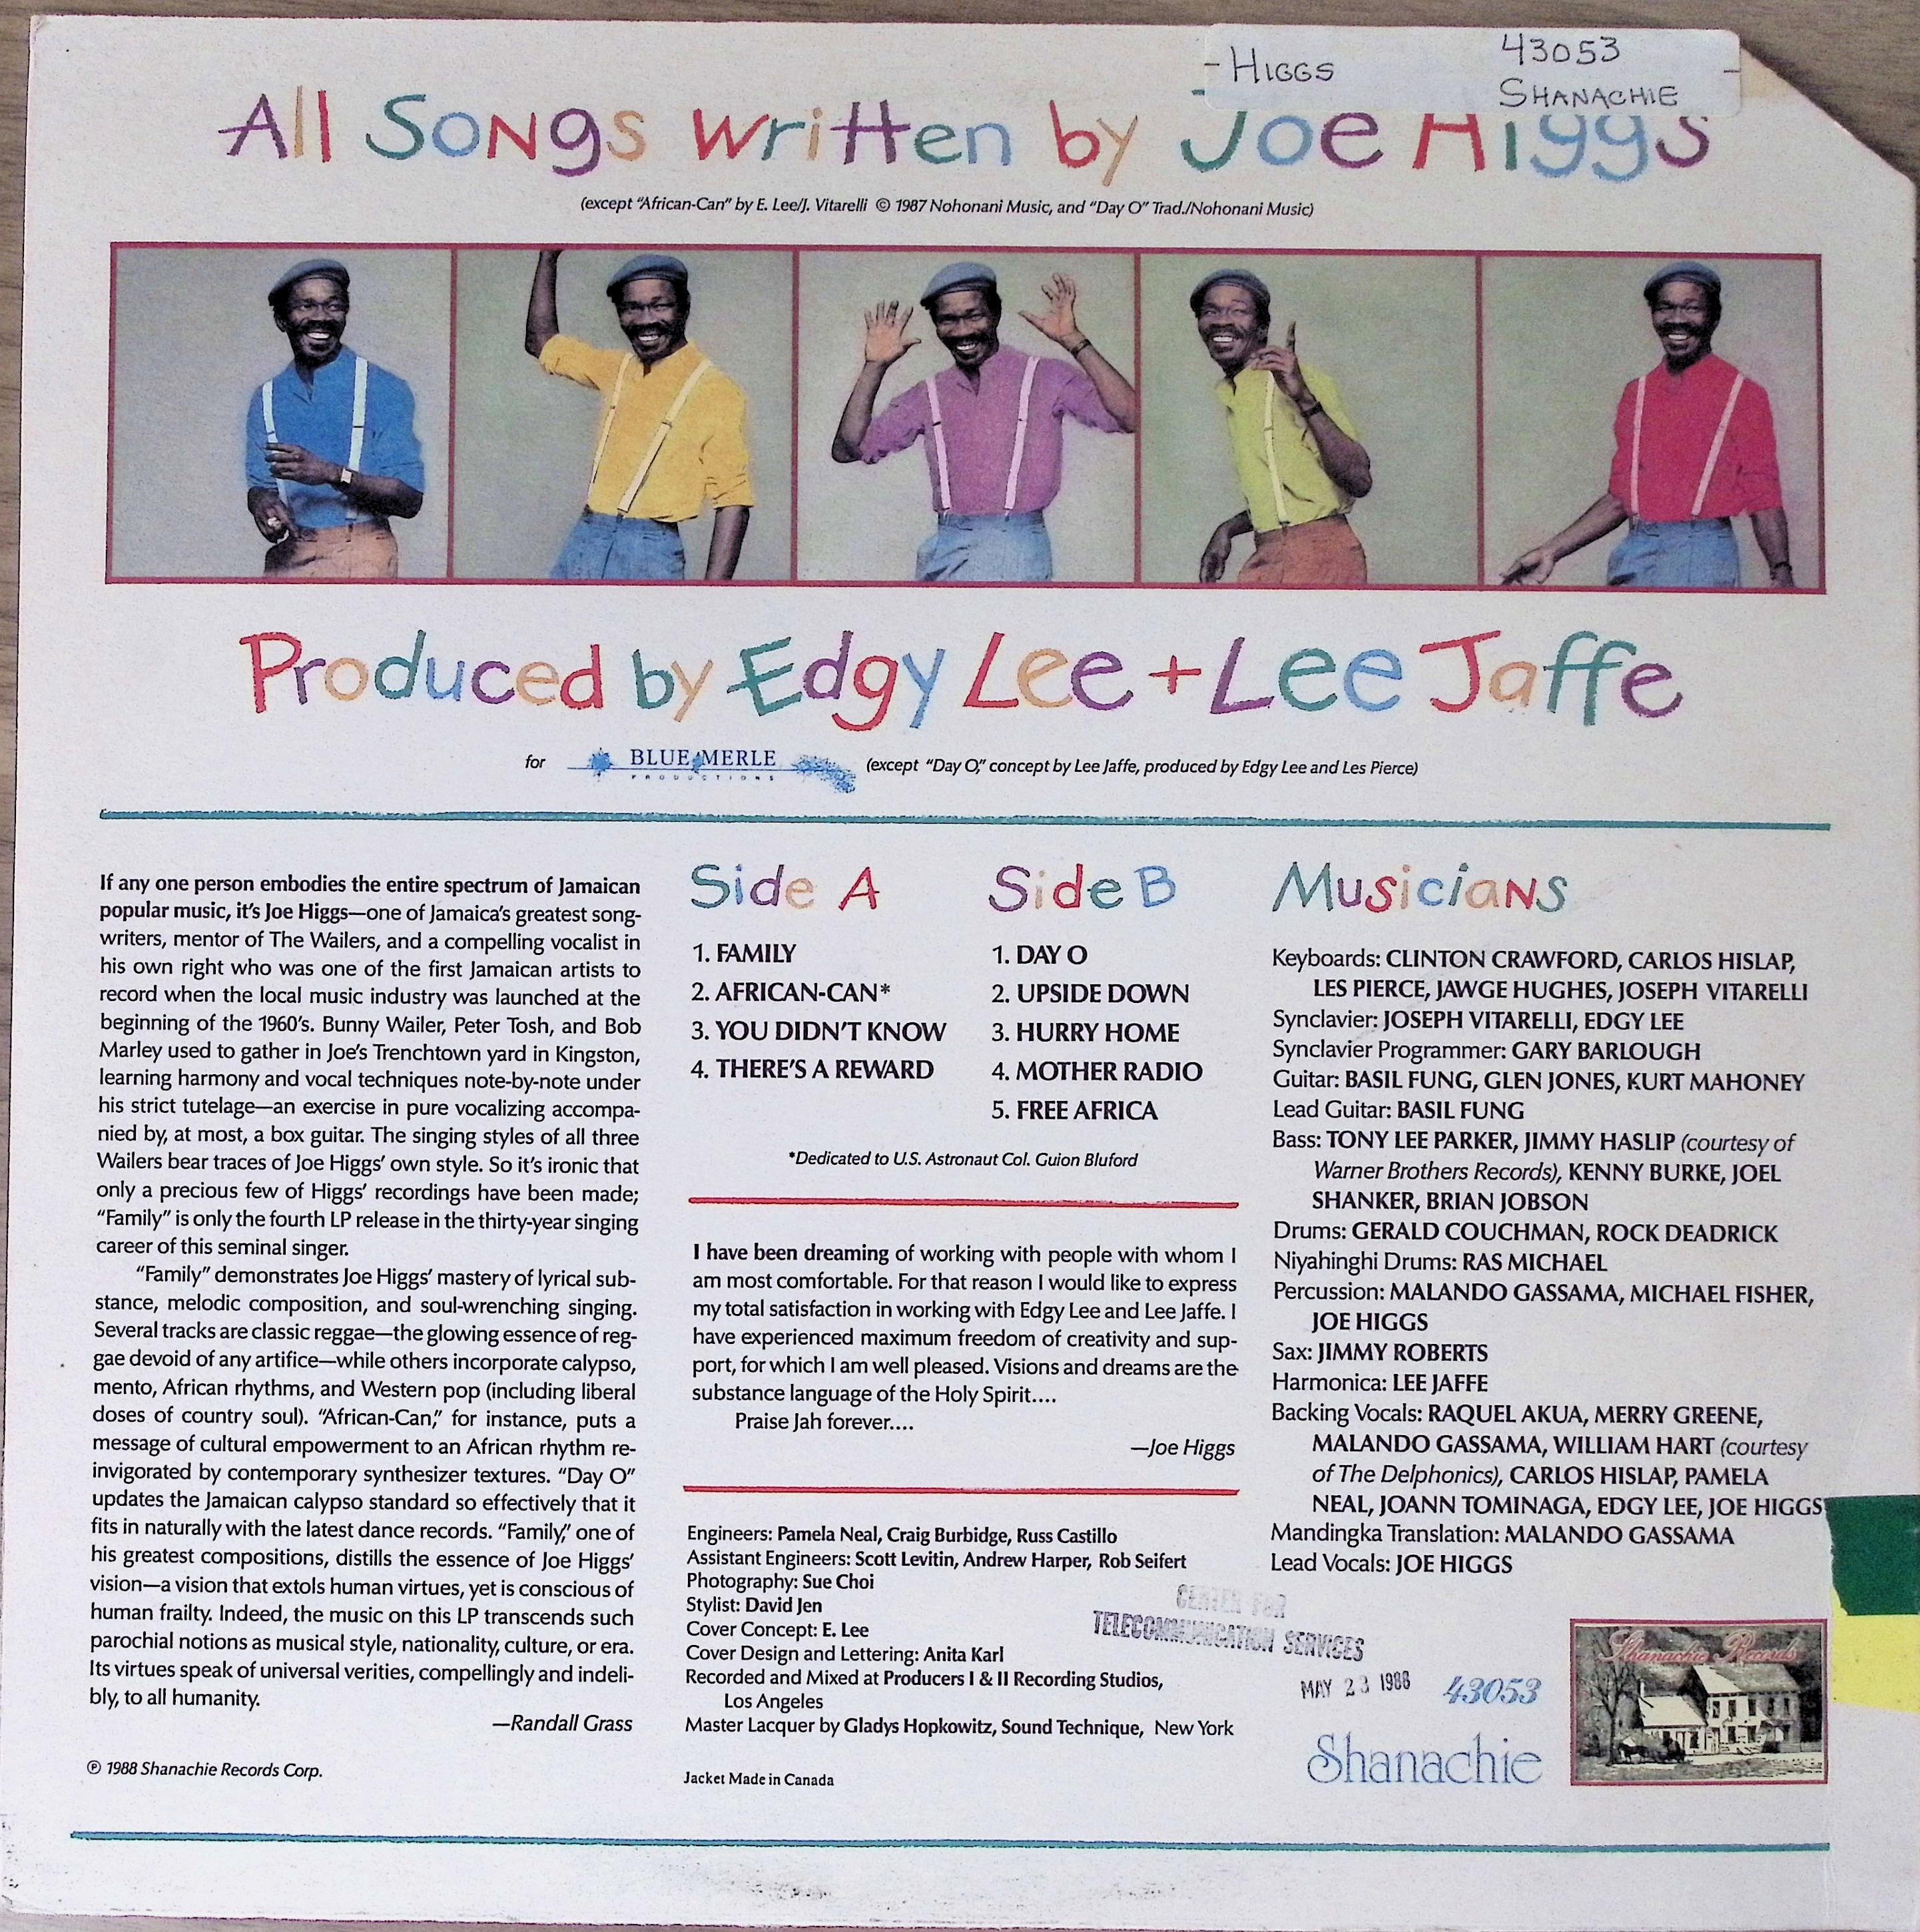 - HIGGS
43053
SHANACHIE
All Songs written by Joe Higgs
(except "African-Can" by E. Lee/J. Vitarelli © 1987 Nohonani Music, and "Day O" Trad./Nohonani Music)
Produced by Edgy Lee + Lee Jaffe
for BLUE MERLE (except "Day O," concept by Lee Jaffe, produced by Edgy Lee and Les Pierce)
PRODUCTIONS
If any one person embodies the entire spectrum of Jamaican
popular music, it's Joe Higgs—one of Jamaica's greatest song-
writers, mentor of The Wailers, and a compelling vocalist in
his own right who was one of the first Jamaican artists to
record when the local music industry was launched at the
beginning of the 1960's. Bunny Wailer, Peter Tosh, and Bob
Marley used to gather in Joe's Trenchtown yard in Kingston,
learning harmony and vocal techniques note-by-note under
his strict tutelage—an exercise in pure vocalizing accompa-
nied by, at most, a box guitar. The singing styles of all three
Wailers bear traces of Joe Higgs' own style. So it's ironic that
only a precious few of Higgs' recordings have been made;
"Family" is only the fourth LP release in the thirty-year singing
career of this seminal singer.
"Family" demonstrates Joe Higgs' mastery of lyrical sub-
stance, melodic composition, and soul-wrenching singing.
Several tracks are classic reggae—the glowing essence of reg-
gae devoid of any artifice—while others incorporate calypso,
mento, African rhythms, and Western pop (including liberal
doses of country soul). "African-Can," for instance, puts a
message of cultural empowerment to an African rhythm re-
invigorated by contemporary synthesizer textures. "Day O"
updates the Jamaican calypso standard so effectively that it
fits in naturally with the latest dance records. "Family," one of
his greatest compositions, distills the essence of Joe Higgs'
vision—a vision that extols human virtues, yet is conscious of
human frailty. Indeed, the music on this LP transcends such
parochial notions as musical style, nationality, culture, or era.
Its virtues speak of universal verities, compellingly and indeli-
bly, to all humanity.
—Randall Grass
℗ 1988 Shanachie Records Corp.
Side A
1. FAMILY
2. AFRICAN-CAN*
3. YOU DIDN'T KNOW
4. THERE'S A REWARD
Side B
1. DAY O
2. UPSIDE DOWN
3. HURRY HOME
4. MOTHER RADIO
5. FREE AFRICA
*Dedicated to U.S. Astronaut Col. Guion Bluford
I have been dreaming of working with people with whom I
am most comfortable. For that reason I would like to express
my total satisfaction in working with Edgy Lee and Lee Jaffe. I
have experienced maximum freedom of creativity and sup-
port, for which I am well pleased. Visions and dreams are the
substance language of the Holy Spirit....
Praise Jah forever....
—Joe Higgs
Engineers: Pamela Neal, Craig Burbidge, Russ Castillo
Assistant Engineers: Scott Levitin, Andrew Harper, Rob Seifert
Photography: Sue Choi
Stylist: David Jen
Cover Concept: E. Lee
Cover Design and Lettering: Anita Karl
Recorded and Mixed at Producers I & II Recording Studios,
Los Angeles
Master Lacquer by Gladys Hopkowitz, Sound Technique, New York
Jacket Made in Canada
Musicians
Keyboards: CLINTON CRAWFORD, CARLOS HISLAP,
LES PIERCE, JAWGE HUGHES, JOSEPH VITARELLI
Synclavier: JOSEPH VITARELLI, EDGY LEE
Synclavier Programmer: GARY BARLOUGH
Guitar: BASIL FUNG, GLEN JONES, KURT MAHONEY
Lead Guitar: BASIL FUNG
Bass: TONY LEE PARKER, JIMMY HASLIP (courtesy of
Warner Brothers Records), KENNY BURKE, JOEL
SHANKER, BRIAN JOBSON
Drums: GERALD COUCHMAN, ROCK DEADRICK
Niyahinghi Drums: RAS MICHAEL
Percussion: MALANDO GASSAMA, MICHAEL FISHER,
JOE HIGGS
Sax: JIMMY ROBERTS
Harmonica: LEE JAFFE
Backing Vocals: RAQUEL AKUA, MERRY GREENE,
MALANDO GASSAMA, WILLIAM HART (courtesy
of The Delphonics), CARLOS HISLAP, PAMELA
NEAL, JOANN TOMINAGA, EDGY LEE, JOE HIGGS
Mandingka Translation: MALANDO GASSAMA
Lead Vocals: JOE HIGGS
CENTER FOR
TELECOMMUNICATION SERVICES
MAY 23 1988
43053
Shanachie
Shanachie Records